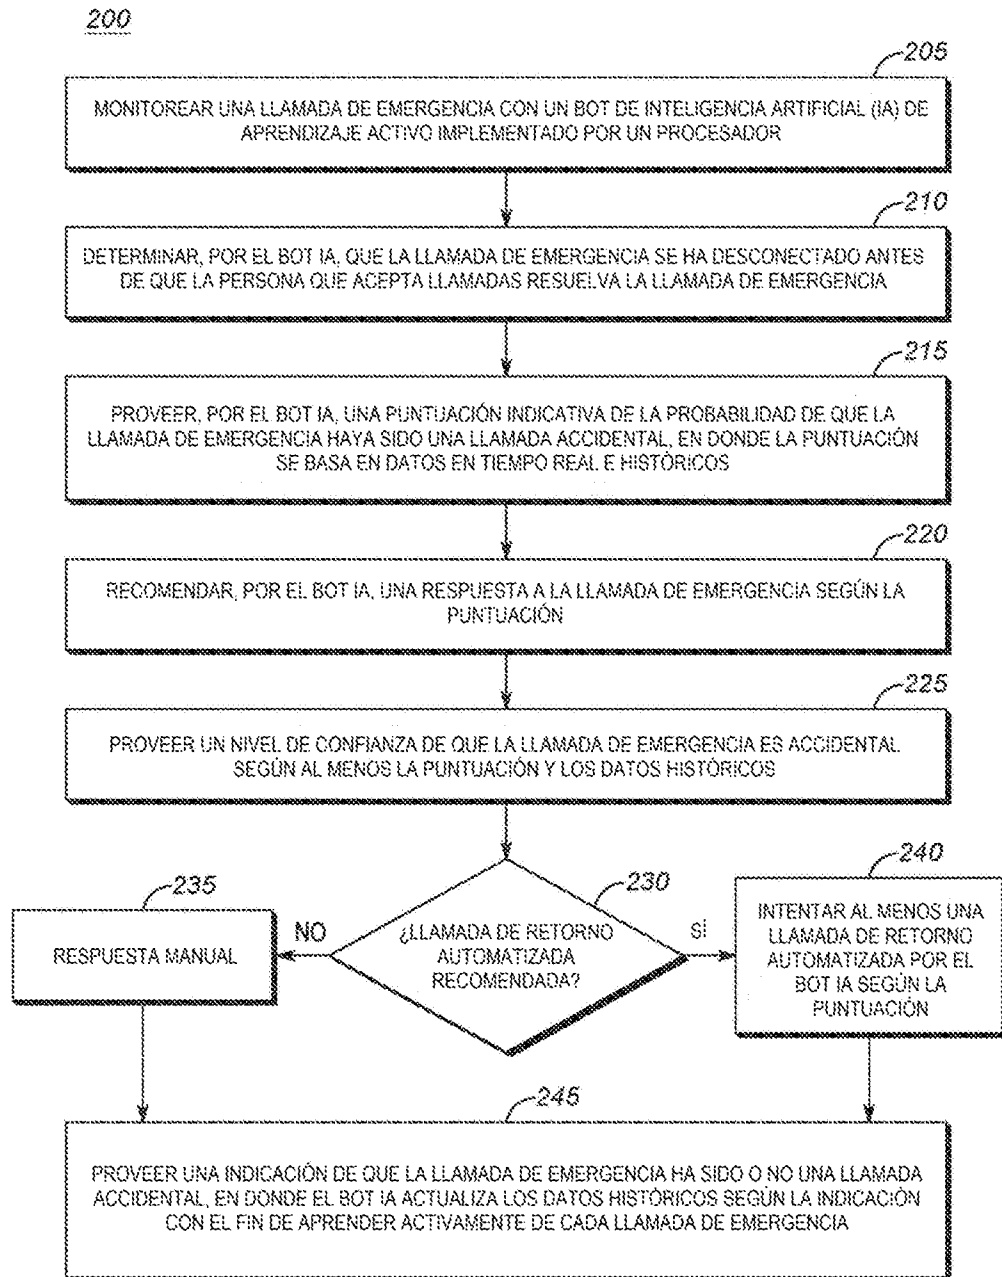 200
205
MONITOREAR UNA LLAMADA DE EMERGENCIA CON UN BOT DE INTELIGENCIA ARTIFICIAL (IA) DE
APRENDIZAJE ACTIVO IMPLEMENTADO POR UN PROCESADOR
210
DETERMINAR, POR EL BOT IA, QUE LA LLAMADA DE EMERGENCIA SE HA DESCONECTADO ANTES
DE QUE LA PERSONA QUE ACEPTA LLAMADAS RESUELVA LA LLAMADA DE EMERGENCIA
215
PROVEER, POR EL BOT IA, UNA PUNTUACIÓN INDICATIVA DE LA PROBABILIDAD DE QUE LA
LLAMADA DE EMERGENCIA HAYA SIDO UNA LLAMADA ACCIDENTAL, EN DONDE LA PUNTUACIÓN
SE BASA EN DATOS EN TIEMPO REAL E HISTÓRICOS
220
RECOMENDAR, POR EL BOT IA, UNA RESPUESTA A LA LLAMADA DE EMERGENCIA SEGÚN LA
PUNTUACIÓN
225
PROVEER UN NIVEL DE CONFIANZA DE QUE LA LLAMADA DE EMERGENCIA ES ACCIDENTAL
SEGÚN AL MENOS LA PUNTUACIÓN Y LOS DATOS HISTÓRICOS
230
¿LLAMADA DE RETORNO
AUTOMATIZADA
RECOMENDADA?
NO
SÍ
235
RESPUESTA MANUAL
240
INTENTAR AL MENOS UNA
LLAMADA DE RETORNO
AUTOMATIZADA POR EL
BOT IA SEGÚN LA
PUNTUACIÓN
245
PROVEER UNA INDICACIÓN DE QUE LA LLAMADA DE EMERGENCIA HA SIDO O NO UNA LLAMADA
ACCIDENTAL, EN DONDE EL BOT IA ACTUALIZA LOS DATOS HISTÓRICOS SEGÚN LA INDICACIÓN
CON EL FIN DE APRENDER ACTIVAMENTE DE CADA LLAMADA DE EMERGENCIA